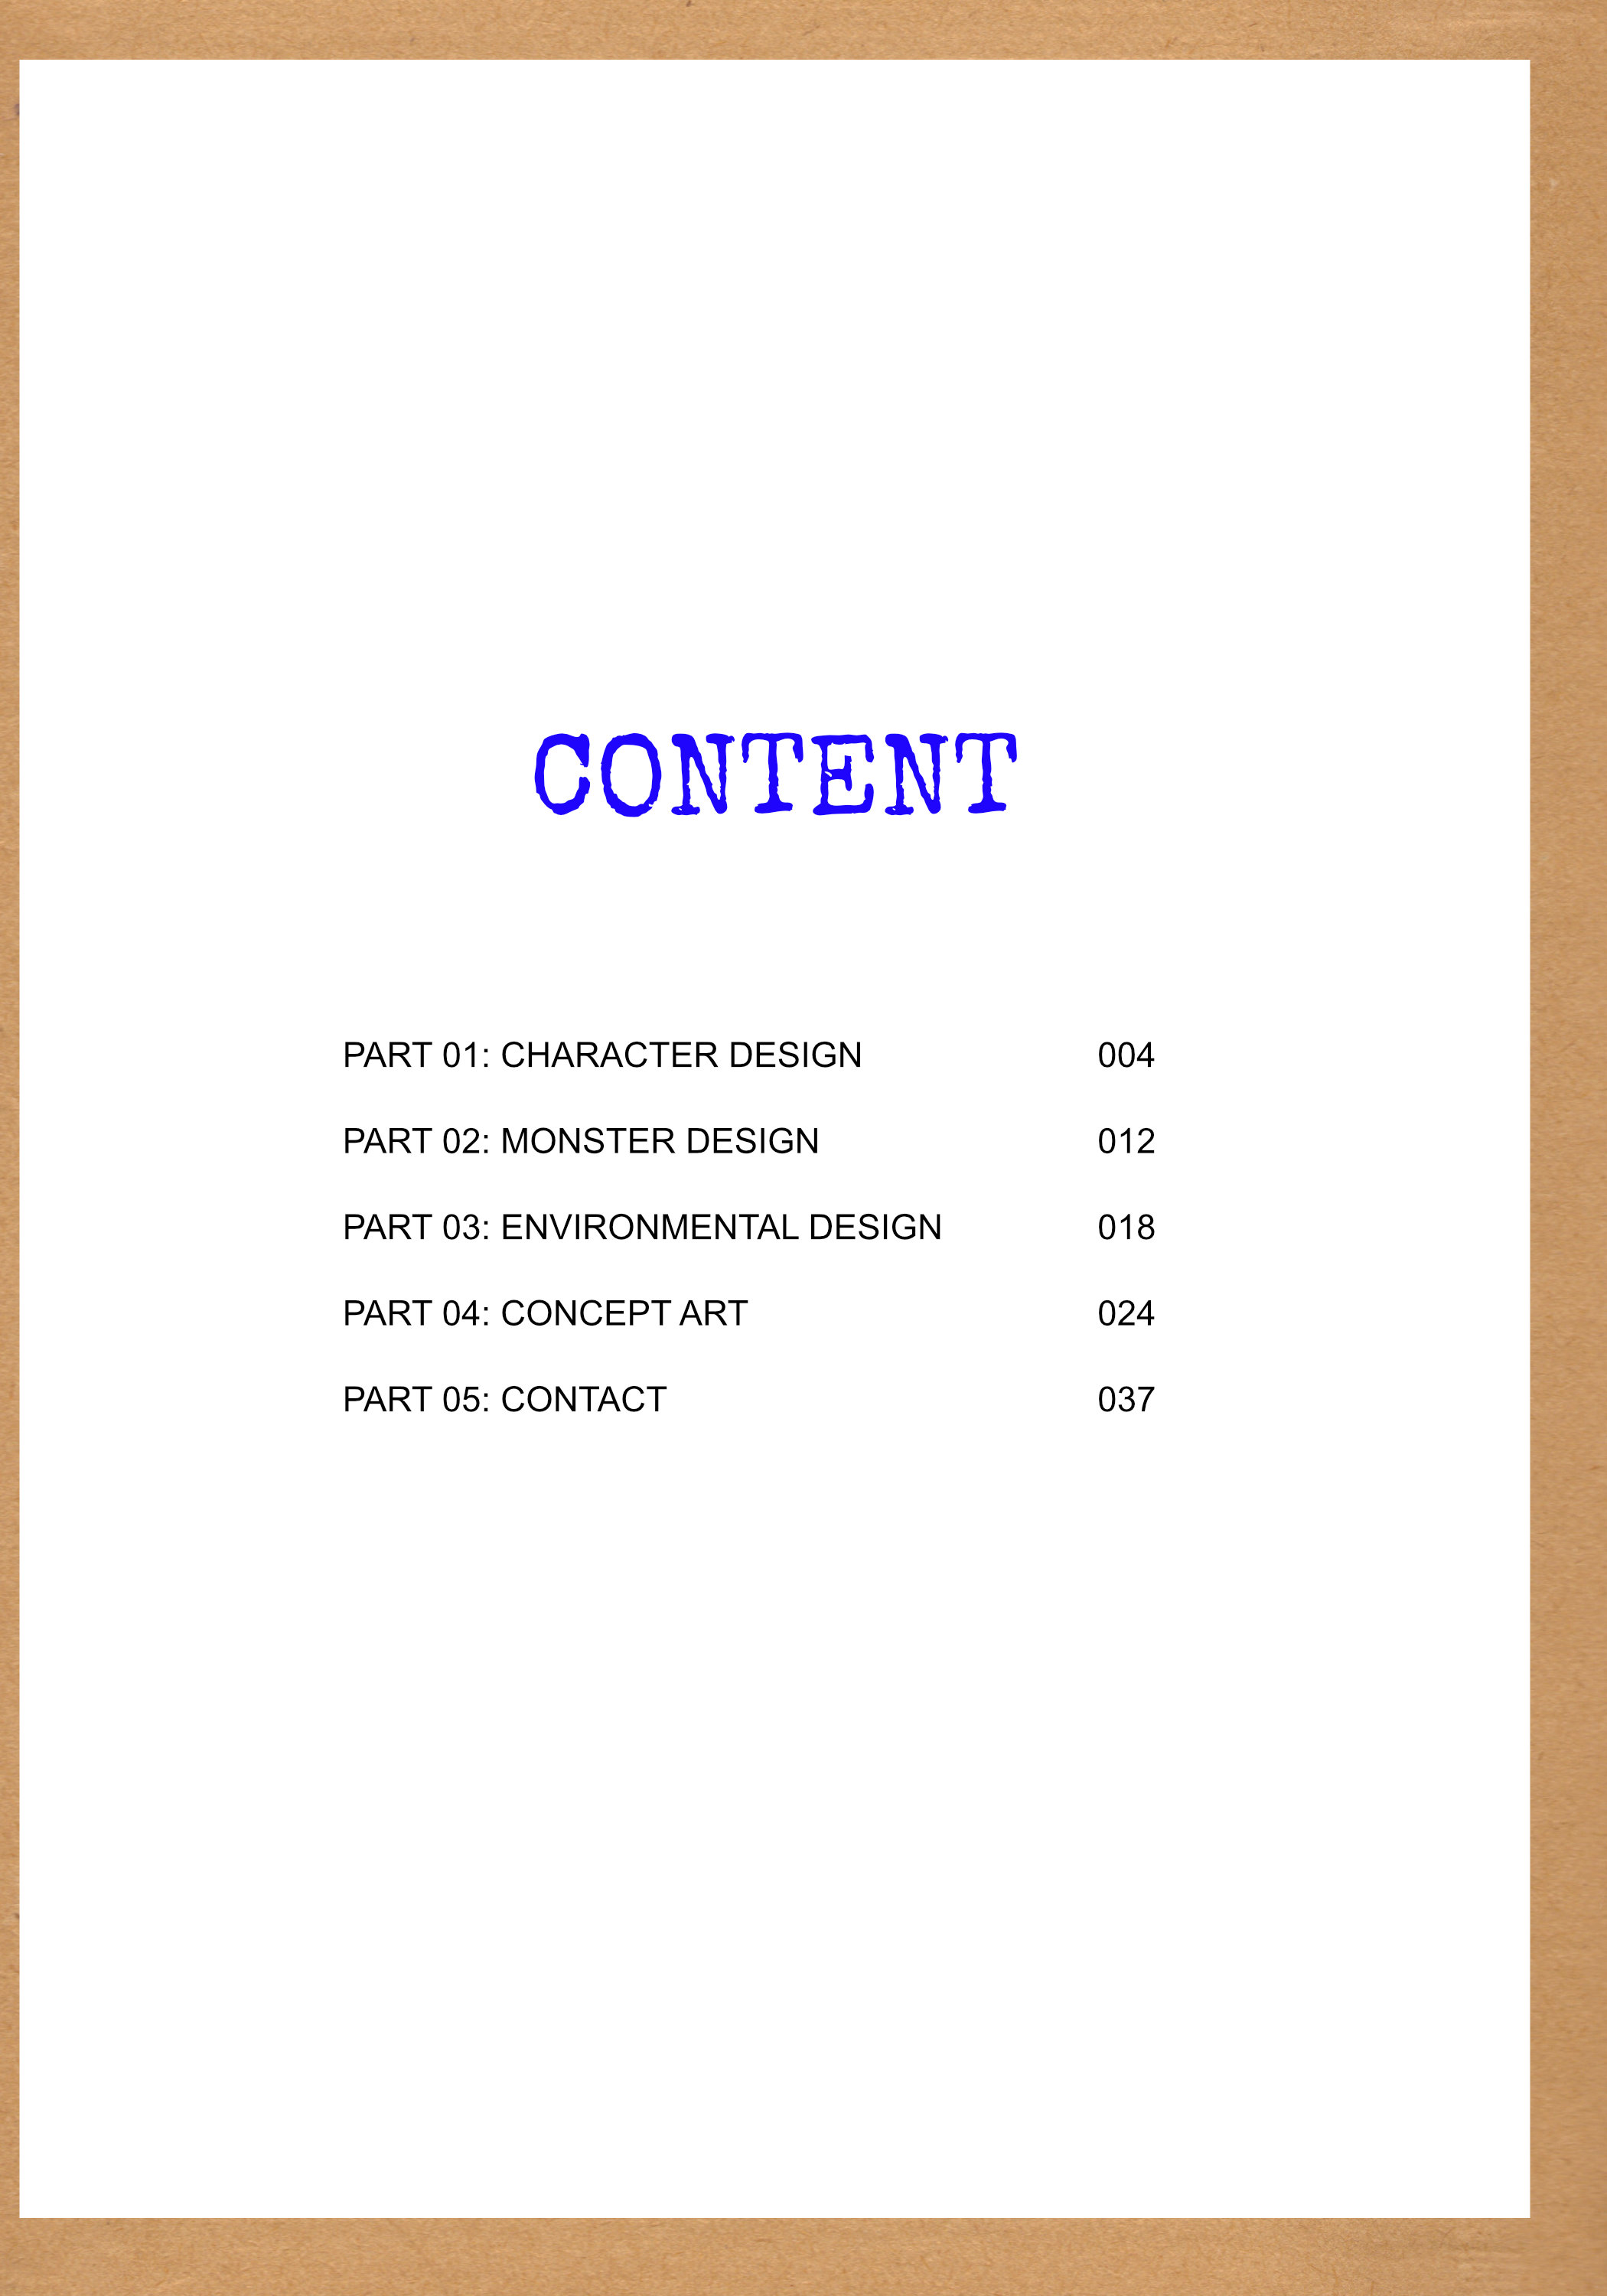 CONTENT
PART 01: CHARACTER DESIGN 004
PART 02: MONSTER DESIGN 012
PART 03: ENVIRONMENTAL DESIGN 018
PART 04: CONCEPT ART 024
PART 05: CONTACT 037